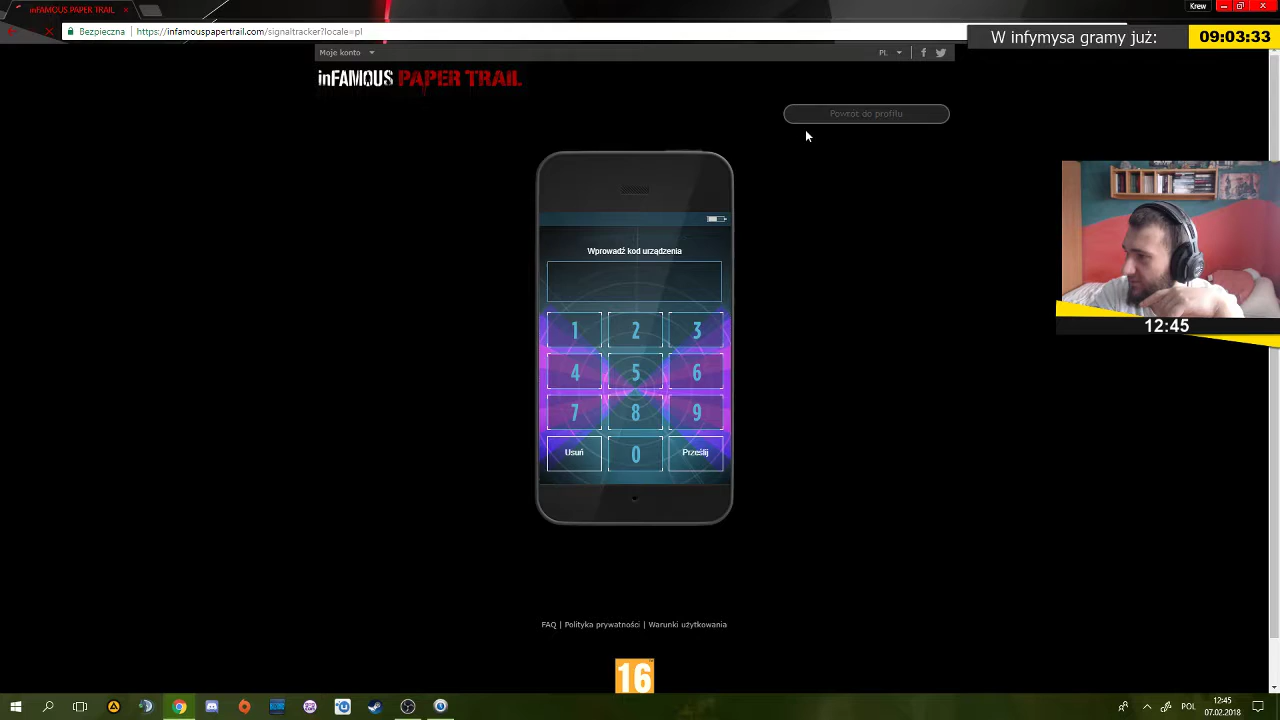 inFAMOUS PAPER TRAIL
Krew
Bezpieczna
https://infamouspapertrail.com/signaltracker?locale=pl
W infymysa gramy już:
09:03:33
Moje konto
PL
inFAMOUS PAPER TRAIL
Powrót do profilu
Wprowadź kod urządzenia
1 2 3
4 5 6
7 8 9
Usuń 0 Prześlij
12:45
FAQ | Polityka prywatności | Warunki użytkowania
16
POL
12:45
07.02.2018